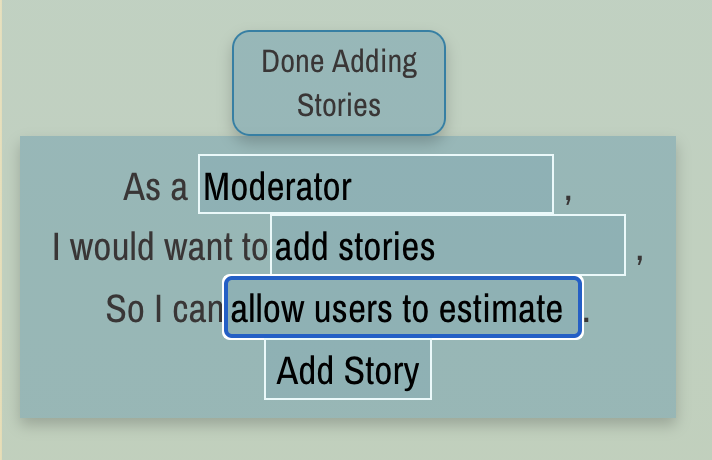 Done Adding
Stories
As a Moderator ,
I would want to add stories ,
So I can allow users to estimate .
Add Story